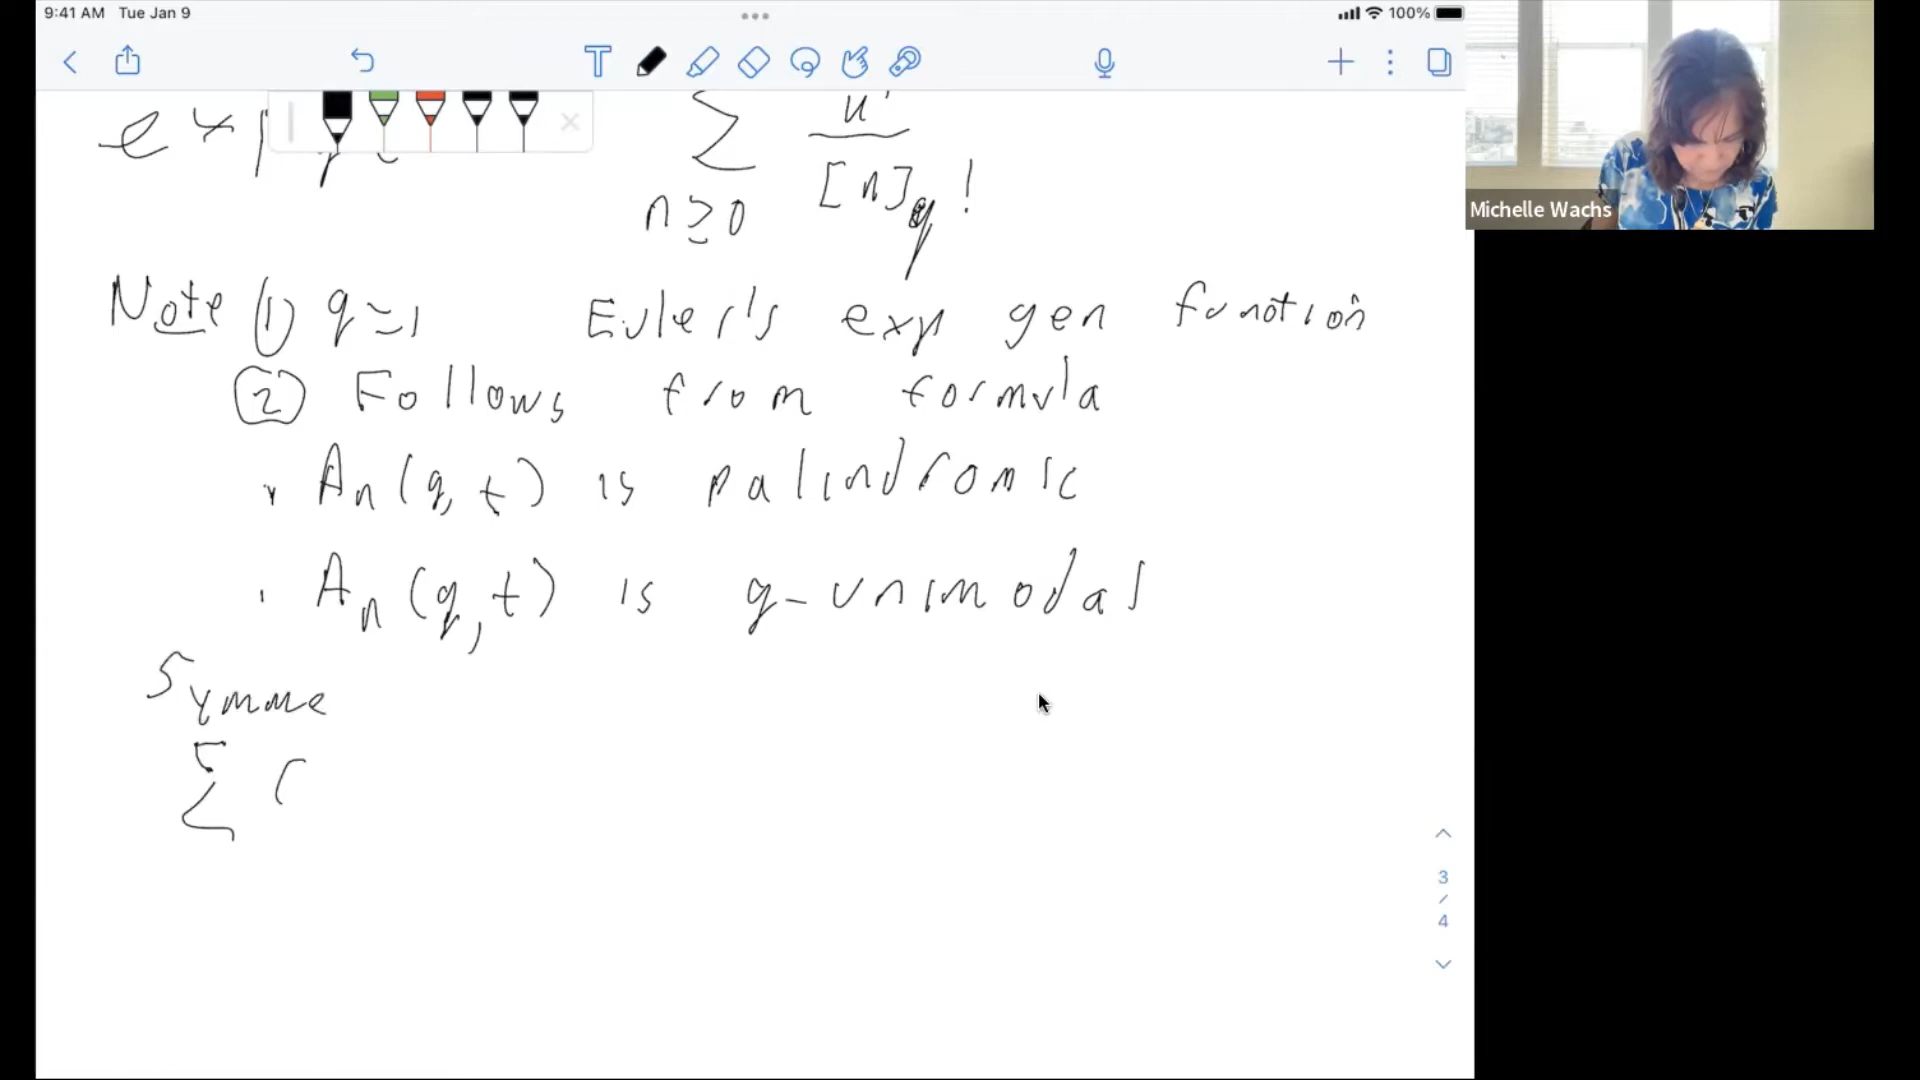 9:41 AM Tue Jan 9
100%
Michelle Wachs
exp
∑ u
n≥0 [n]q!
Note (1) q=1 Euler's exp gen function
(2) Follows from formula
· An(q,t) is palindromic
· An(q,t) is q-unimodal
Symme
∑ (
3
/
4